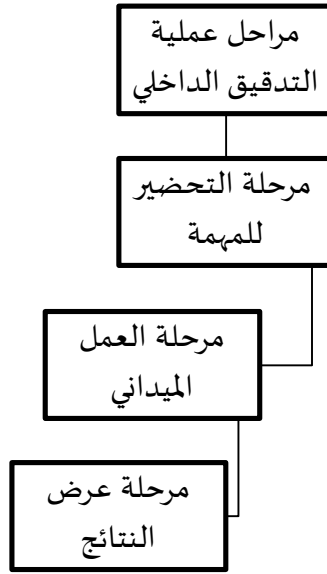 مراحل عملية
التدقيق الداخلي
مرحلة التحضير
للمهمة
مرحلة العمل
الميداني
مرحلة عرض
النتائج